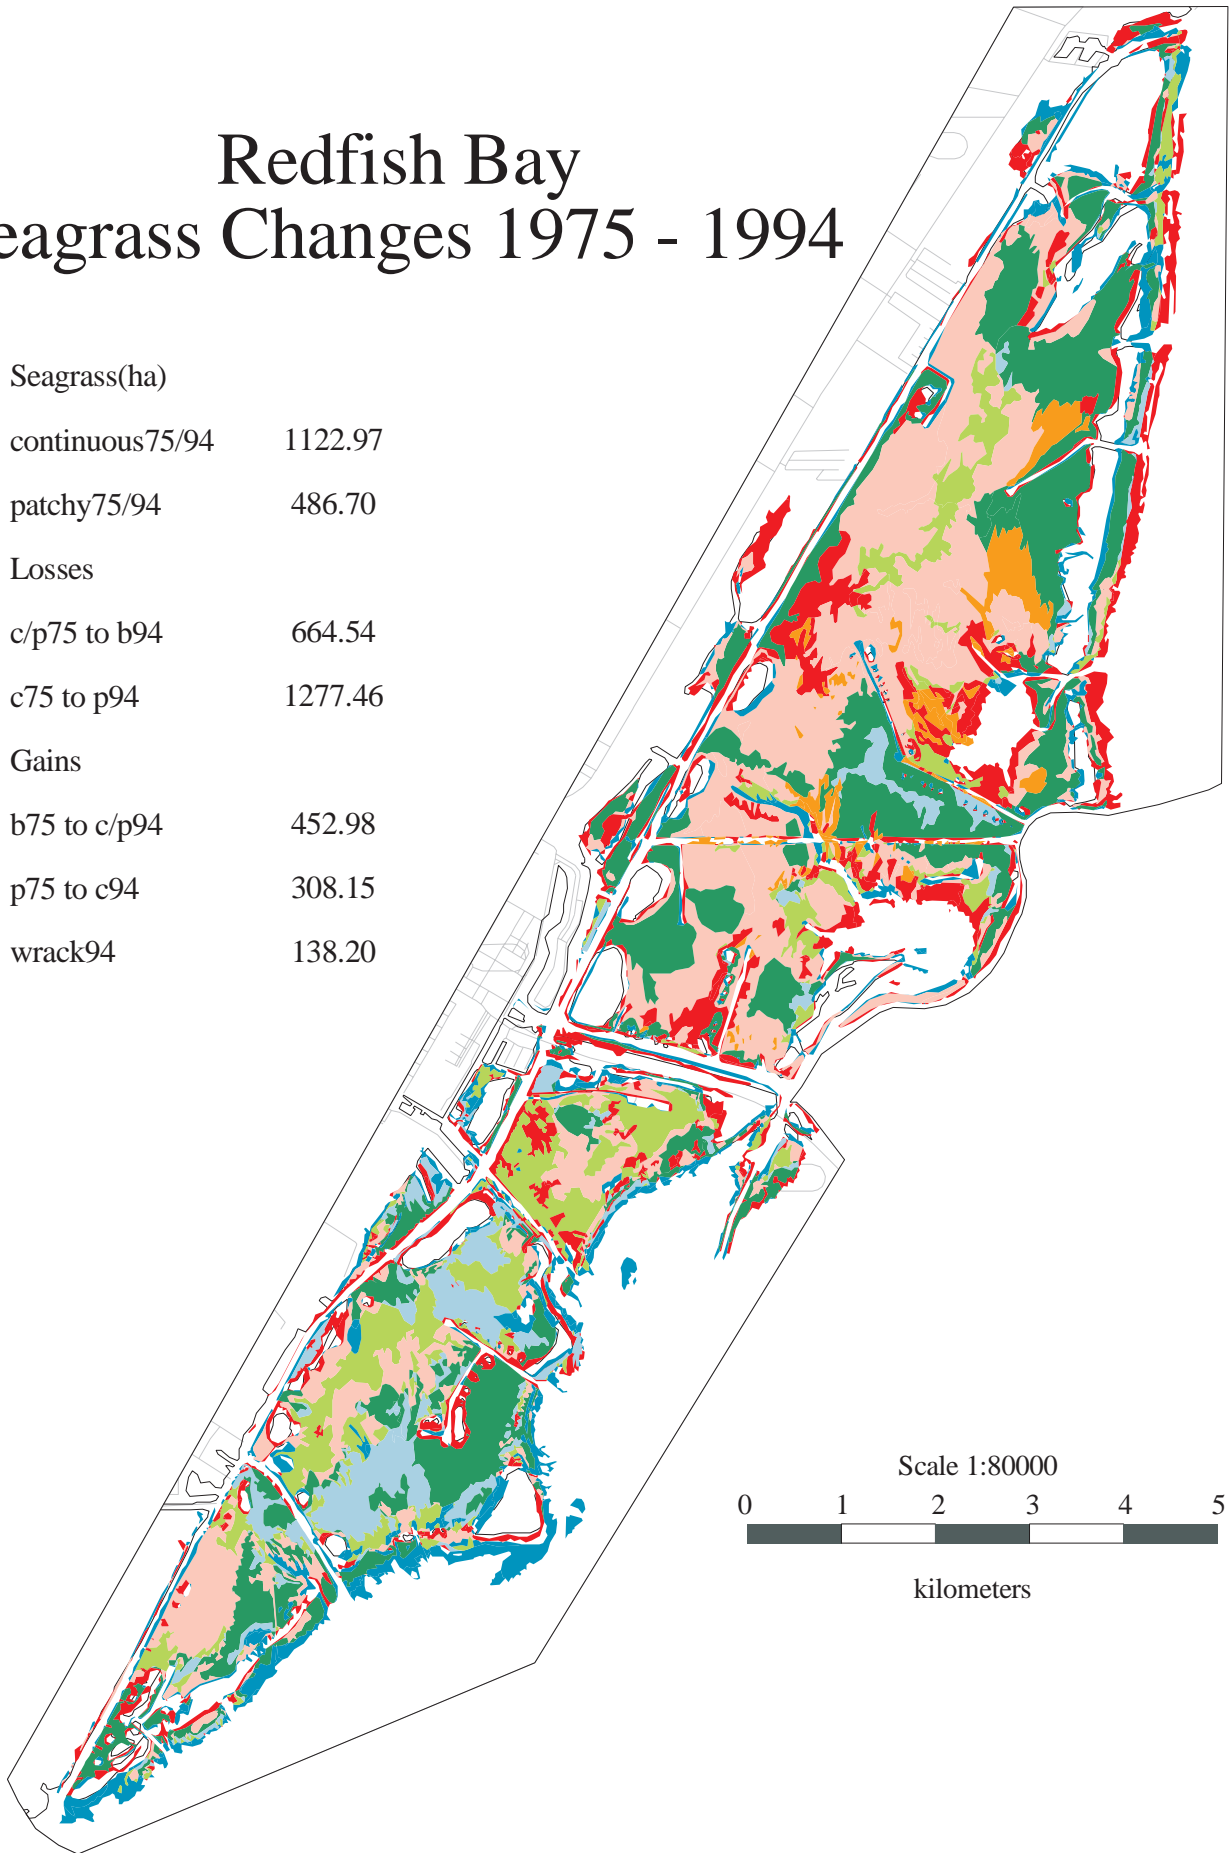 Redfish Bay
eagrass Changes 1975 - 1994
Seagrass(ha)
continuous75/94 1122.97
patchy75/94 486.70
Losses
c/p75 to b94 664.54
c75 to p94 1277.46
Gains
b75 to c/p94 452.98
p75 to c94 308.15
wrack94 138.20
Scale 1:80000
0 1 2 3 4 5
kilometers